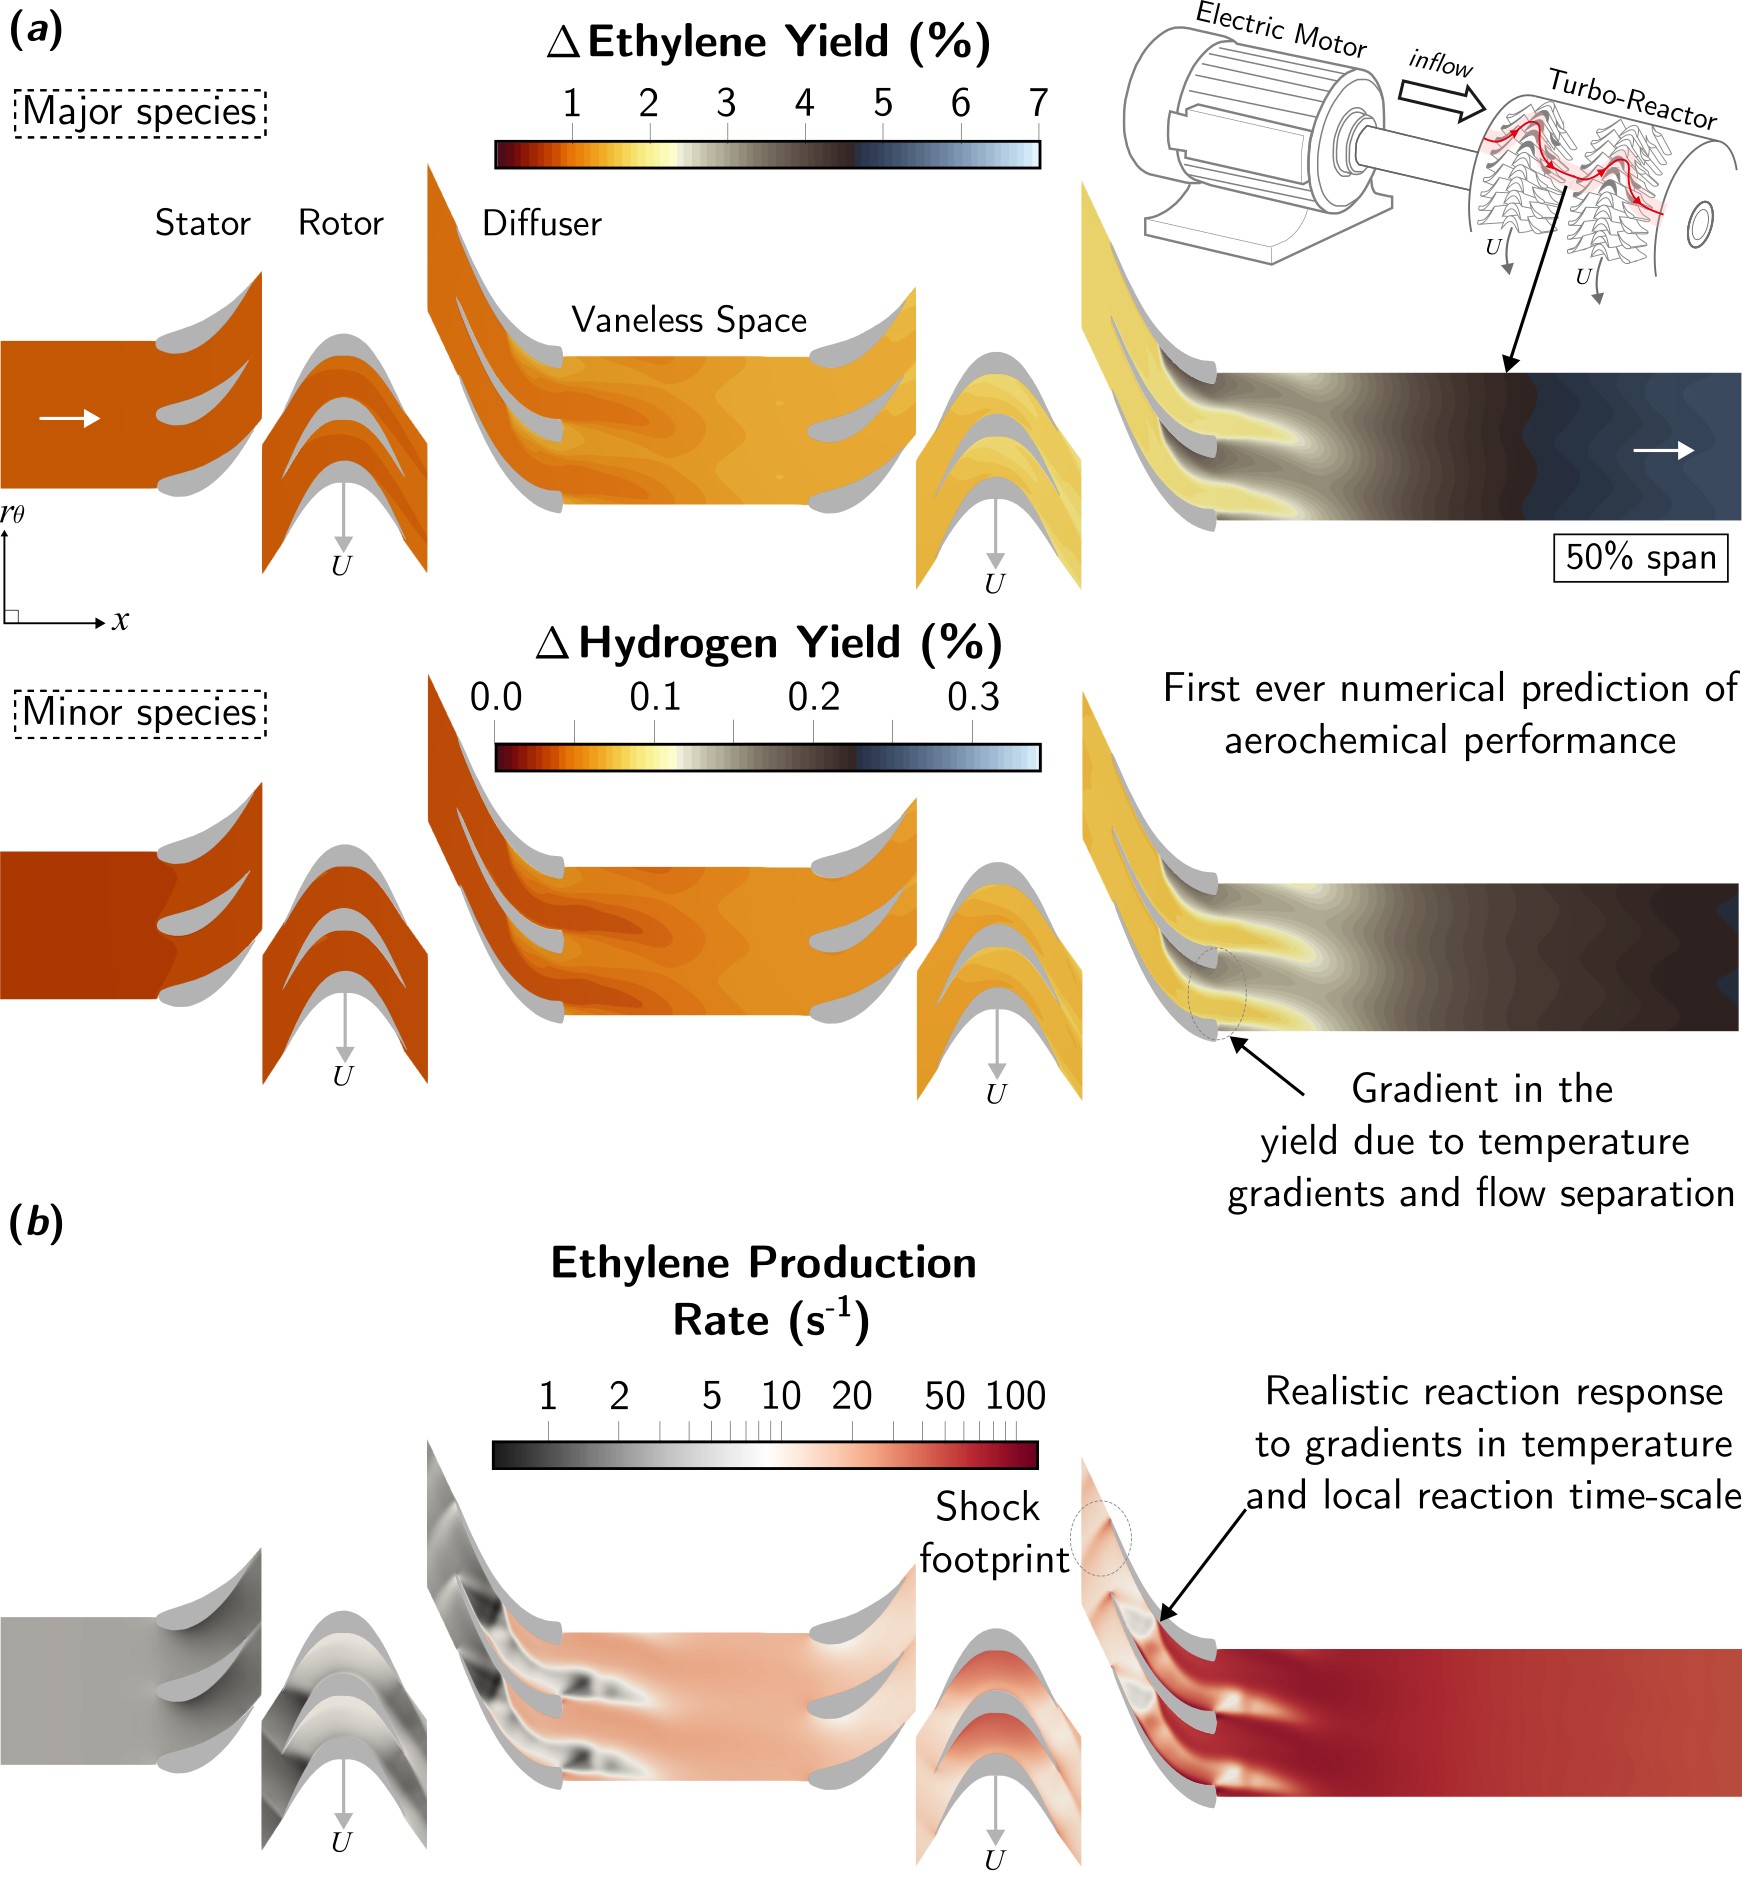 (a)
Δ Ethylene Yield (%)
Major species
1 2 3 4 5 6 7
Electric Motor
inflow
Turbo-Reactor
U
U
Stator
Rotor
Diffuser
Vaneless Space
U
U
50% span
rθ
x
Δ Hydrogen Yield (%)
Minor species
0.0 0.1 0.2 0.3
First ever numerical prediction of
aerochemical performance
U
U
Gradient in the
yield due to temperature
gradients and flow separation
(b)
Ethylene Production
Rate (s⁻¹)
1 2 5 10 20 50 100
Realistic reaction response
to gradients in temperature
and local reaction time-scale
Shock
footprint
U
U